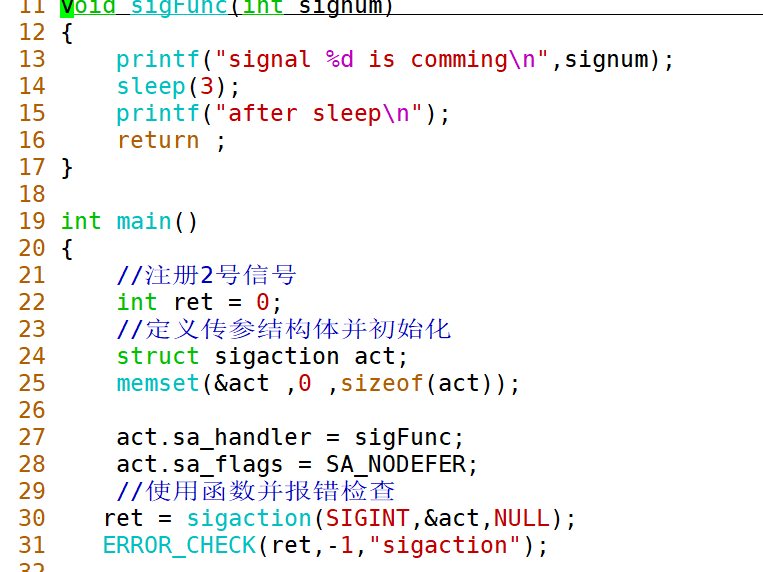 11 void sigFunc(int signum)
12 {
13     printf("signal %d is comming\n",signum);
14     sleep(3);
15     printf("after sleep\n");
16     return ;
17 }
18
19 int main()
20 {
21     //注册2号信号
22     int ret = 0;
23     //定义传参结构体并初始化
24     struct sigaction act;
25     memset(&act ,0 ,sizeof(act));
26
27     act.sa_handler = sigFunc;
28     act.sa_flags = SA_NODEFER;
29     //使用函数并报错检查
30    ret = sigaction(SIGINT,&act,NULL);
31    ERROR_CHECK(ret,-1,"sigaction");
32